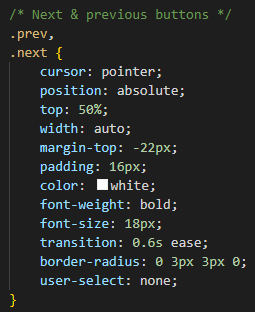 /* Next & previous buttons */
.prev,
.next {
    cursor: pointer;
    position: absolute;
    top: 50%;
    width: auto;
    margin-top: -22px;
    padding: 16px;
    color: white;
    font-weight: bold;
    font-size: 18px;
    transition: 0.6s ease;
    border-radius: 0 3px 3px 0;
    user-select: none;
}